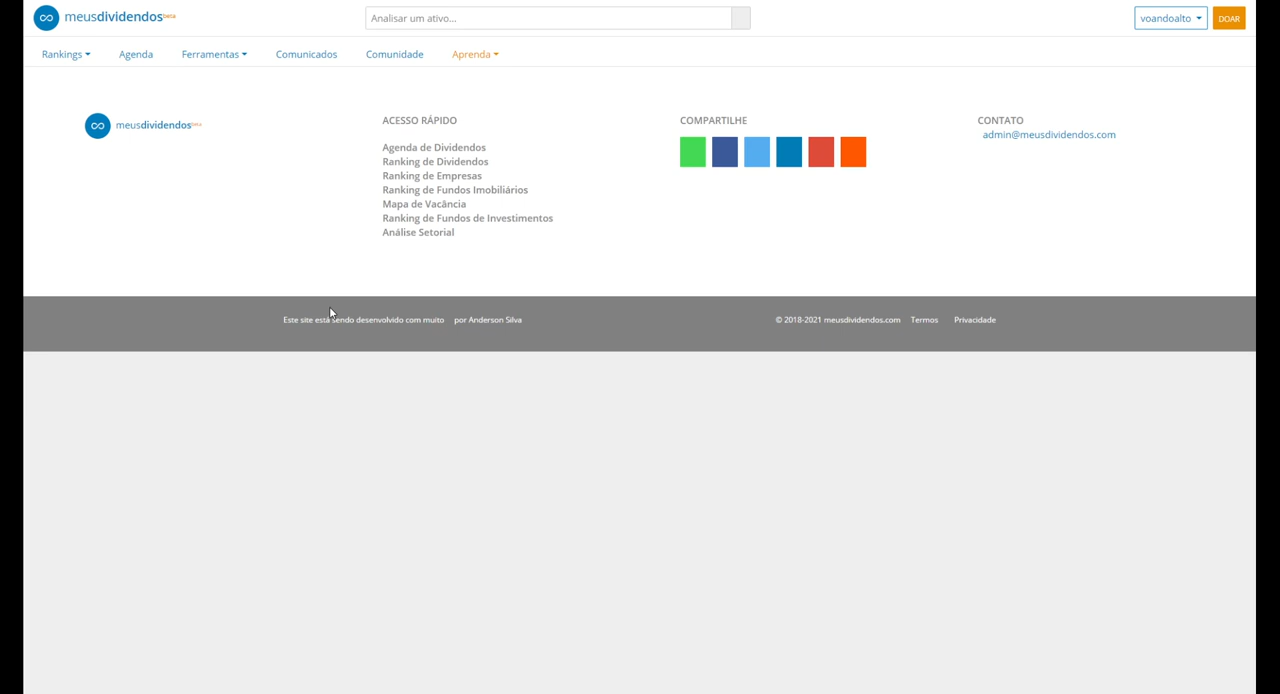 meusdividendosbeta
Analisar um ativo...
voandoalto
DOAR
Rankings
Agenda
Ferramentas
Comunicados
Comunidade
Aprenda
meusdividendosbeta
ACESSO RÁPIDO
Agenda de Dividendos
Ranking de Dividendos
Ranking de Empresas
Ranking de Fundos Imobiliários
Mapa de Vacância
Ranking de Fundos de Investimentos
Análise Setorial
COMPARTILHE
CONTATO
admin@meusdividendos.com
Este site está sendo desenvolvido com muito por Anderson Silva
© 2018-2021 meusdividendos.com Termos Privacidade